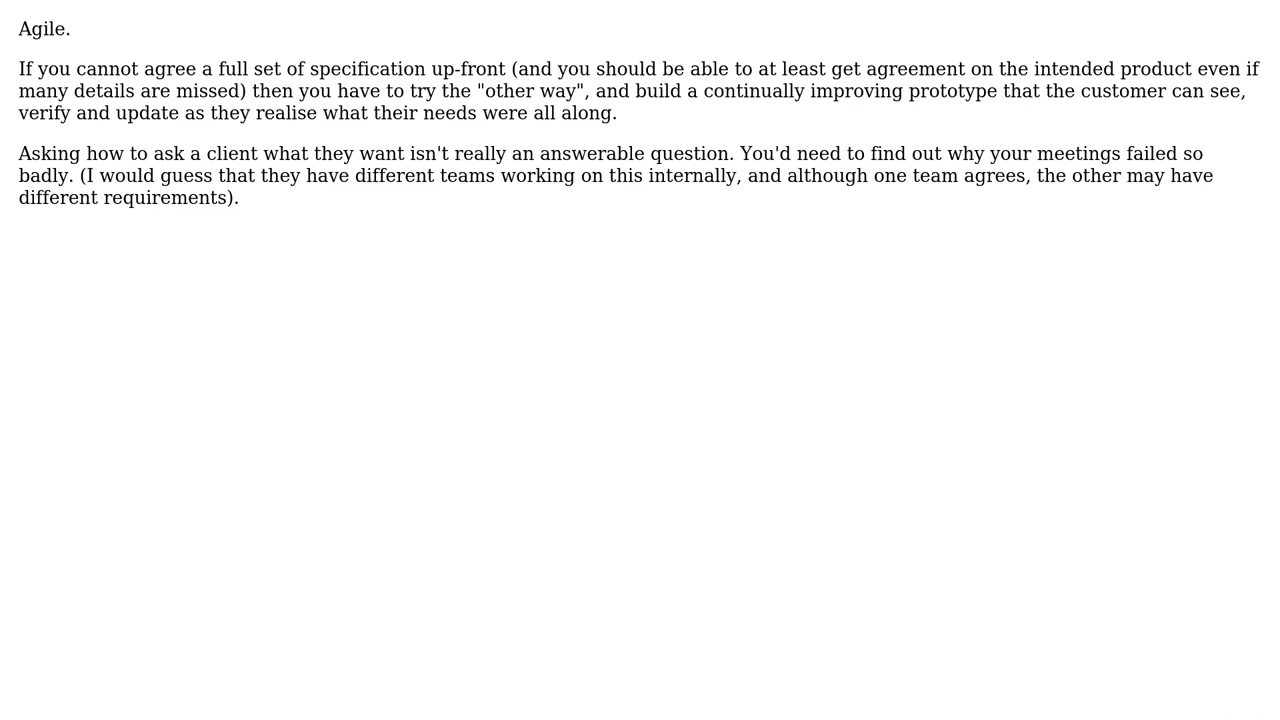 Agile.
If you cannot agree a full set of specification up-front (and you should be able to at least get agreement on the intended product even if
many details are missed) then you have to try the "other way", and build a continually improving prototype that the customer can see,
verify and update as they realise what their needs were all along.
Asking how to ask a client what they want isn't really an answerable question. You'd need to find out why your meetings failed so
badly. (I would guess that they have different teams working on this internally, and although one team agrees, the other may have
different requirements).